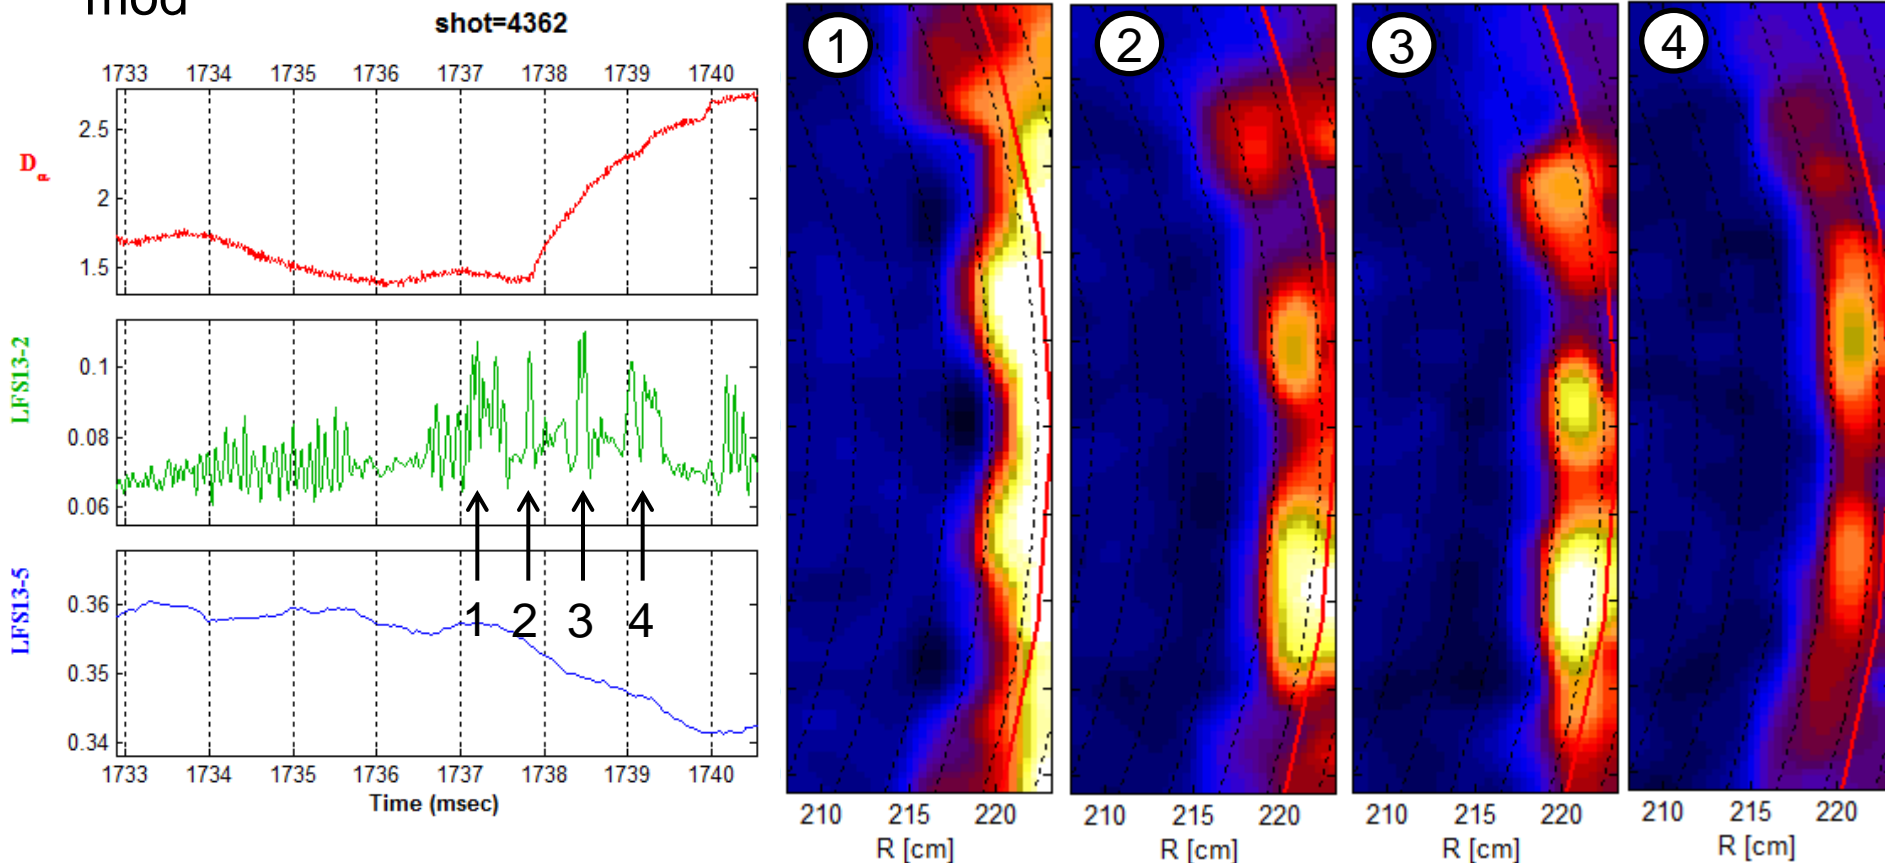 mod
shot=4362
1733 1734 1735 1736 1737 1738 1739 1740
2.5
2
1.5
Dα
0.1
0.08
0.06
LFS13-2
0.36
0.35
0.34
LFS13-5
1 2 3 4
1733 1734 1735 1736 1737 1738 1739 1740
Time (msec)
1
210 215 220
R [cm]
2
210 215 220
R [cm]
3
210 215 220
R [cm]
4
210 215 220
R [cm]